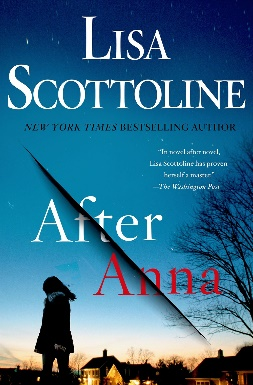 LISA
SCOTTOLINE
NEW YORK TIMES BESTSELLING AUTHOR
"In novel after novel,
Lisa Scottoline has proven
herself a master."
—The Washington Post
After
Anna